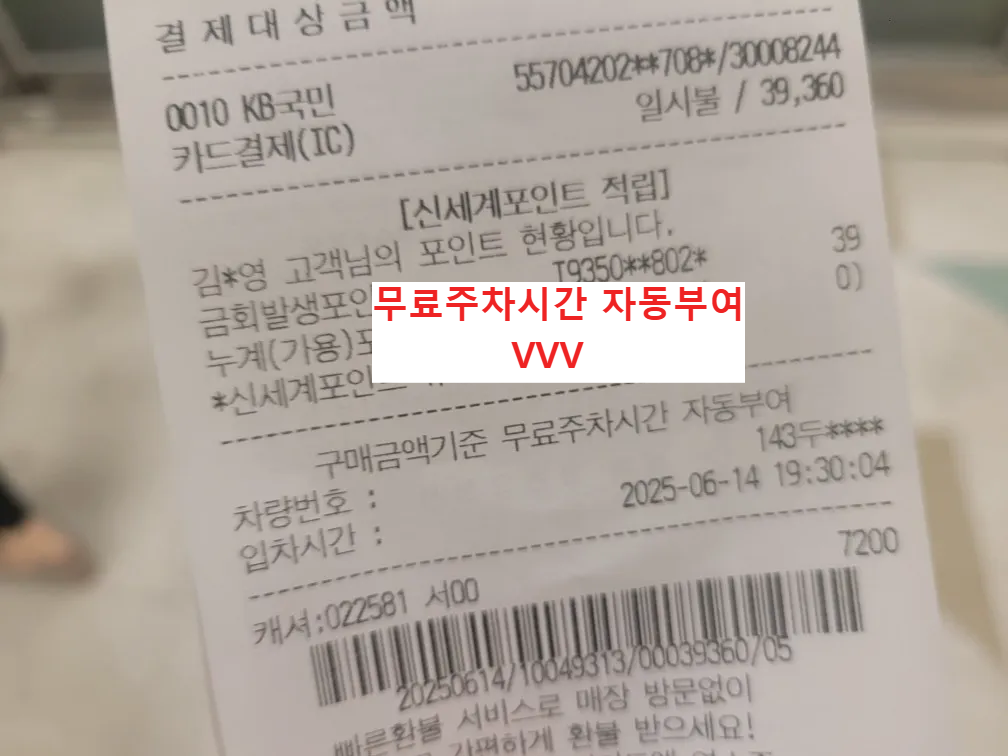 결제대상금액
0010 KB국민 55704202**708*/30008244
카드결제(IC) 일시불 / 39,360
[신세계포인트 적립]
김*영 고객님의 포인트 현황입니다.
T9350**802* 39
금회발생포인
무료주차시간 자동부여
VVV
누계(가용)포 0)
*신세계포인트
구매금액기준 무료주차시간 자동부여
차량번호 : 143두****
입차시간 : 2025-06-14 19:30:04
캐셔:022581 서00 7200
20250614/10049313/00039360/05
빠른환불 서비스로 매장 방문없이
간편하게 환불 받으세요!